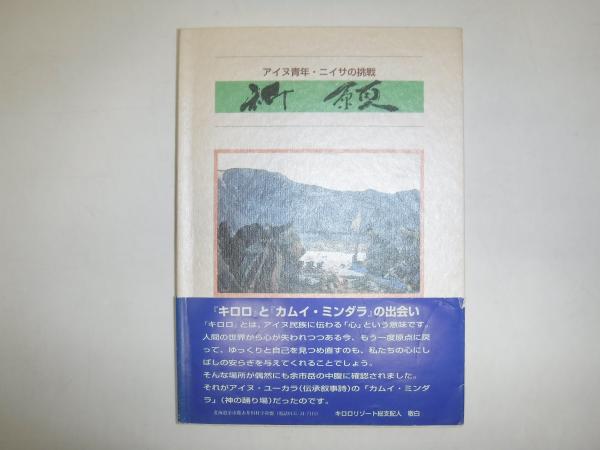 アイヌ青年・ニイサの挑戦
祈願
『キロロ』と『カムイ・ミンダラ』の出会い
「キロロ」とは、アイヌ民族に伝わる「心」という意味です。
人間の世界から心が失われつつある今、もう一度原点に戻
って、ゆっくりと自己を見つめ直すのも、私たちの心にし
ばしの安らぎを与えてくれることでしょう。
そんな場所が偶然にも余市岳の中腹に確認されました。
それがアイヌ・ユーカラ（伝承叙事詩）の「カムイ・ミンダ
ラ」（神の踊り場）だったのです。
キロロリゾート総支配人 敬白